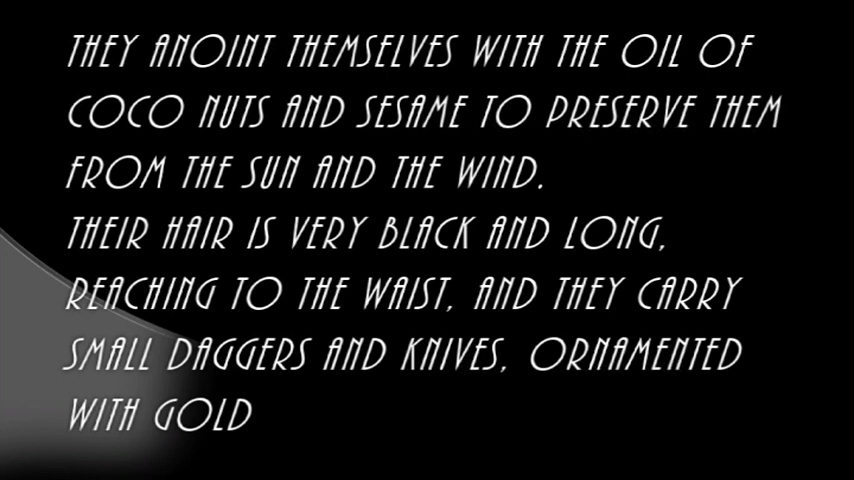 THEY ANOINT THEMSELVES WITH THE OIL OF
COCO NUTS AND SESAME TO PRESERVE THEM
FROM THE SUN AND THE WIND.
THEIR HAIR IS VERY BLACK AND LONG,
REACHING TO THE WAIST, AND THEY CARRY
SMALL DAGGERS AND KNIVES, ORNAMENTED
WITH GOLD